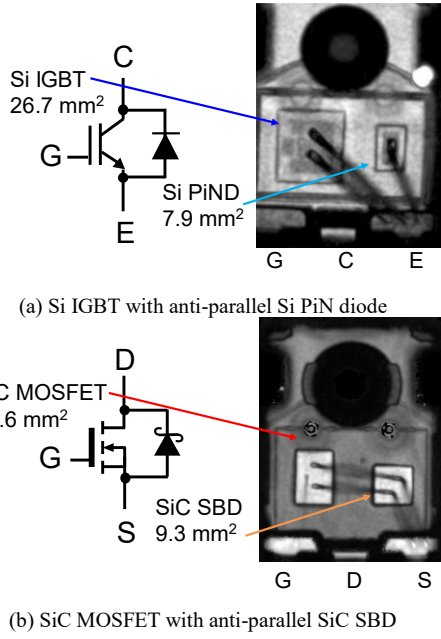 C
Si IGBT
26.7 mm²
G
Si PiND
7.9 mm²
E
G C E
(a) Si IGBT with anti-parallel Si PiN diode
D
C MOSFET
.6 mm²
G
SiC SBD
9.3 mm²
S
G D S
(b) SiC MOSFET with anti-parallel SiC SBD